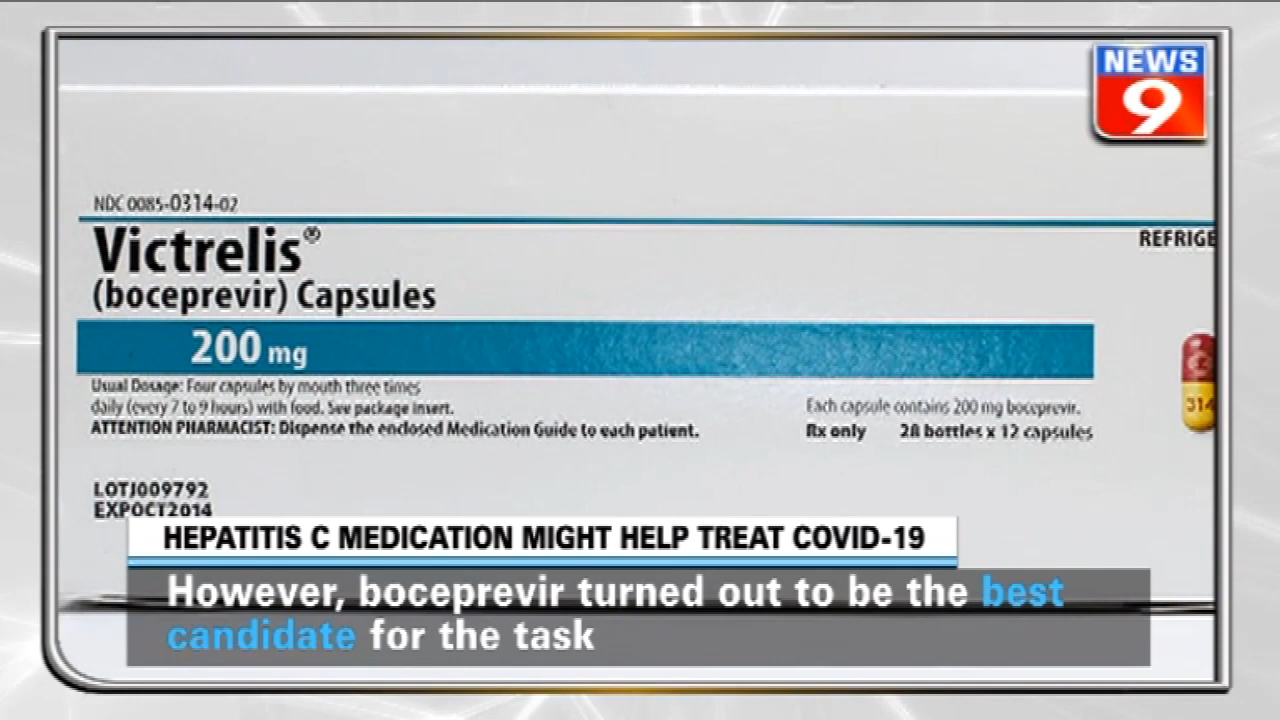 NEWS
9
NDC 0085-0314-02
Victrelis®
REFRIGE
(boceprevir) Capsules
200 mg
Usual Dosage: Four capsules by mouth three times
daily (every 7 to 9 hours) with food. See package insert.
ATTENTION PHARMACIST: Dispense the enclosed Medication Guide to each patient.
Each capsule contains 200 mg boceprevir.
Rx only 28 bottles x 12 capsules
314
LOTJ009792
EXPOCT2014
HEPATITIS C MEDICATION MIGHT HELP TREAT COVID-19
However, boceprevir turned out to be the best
candidate for the task